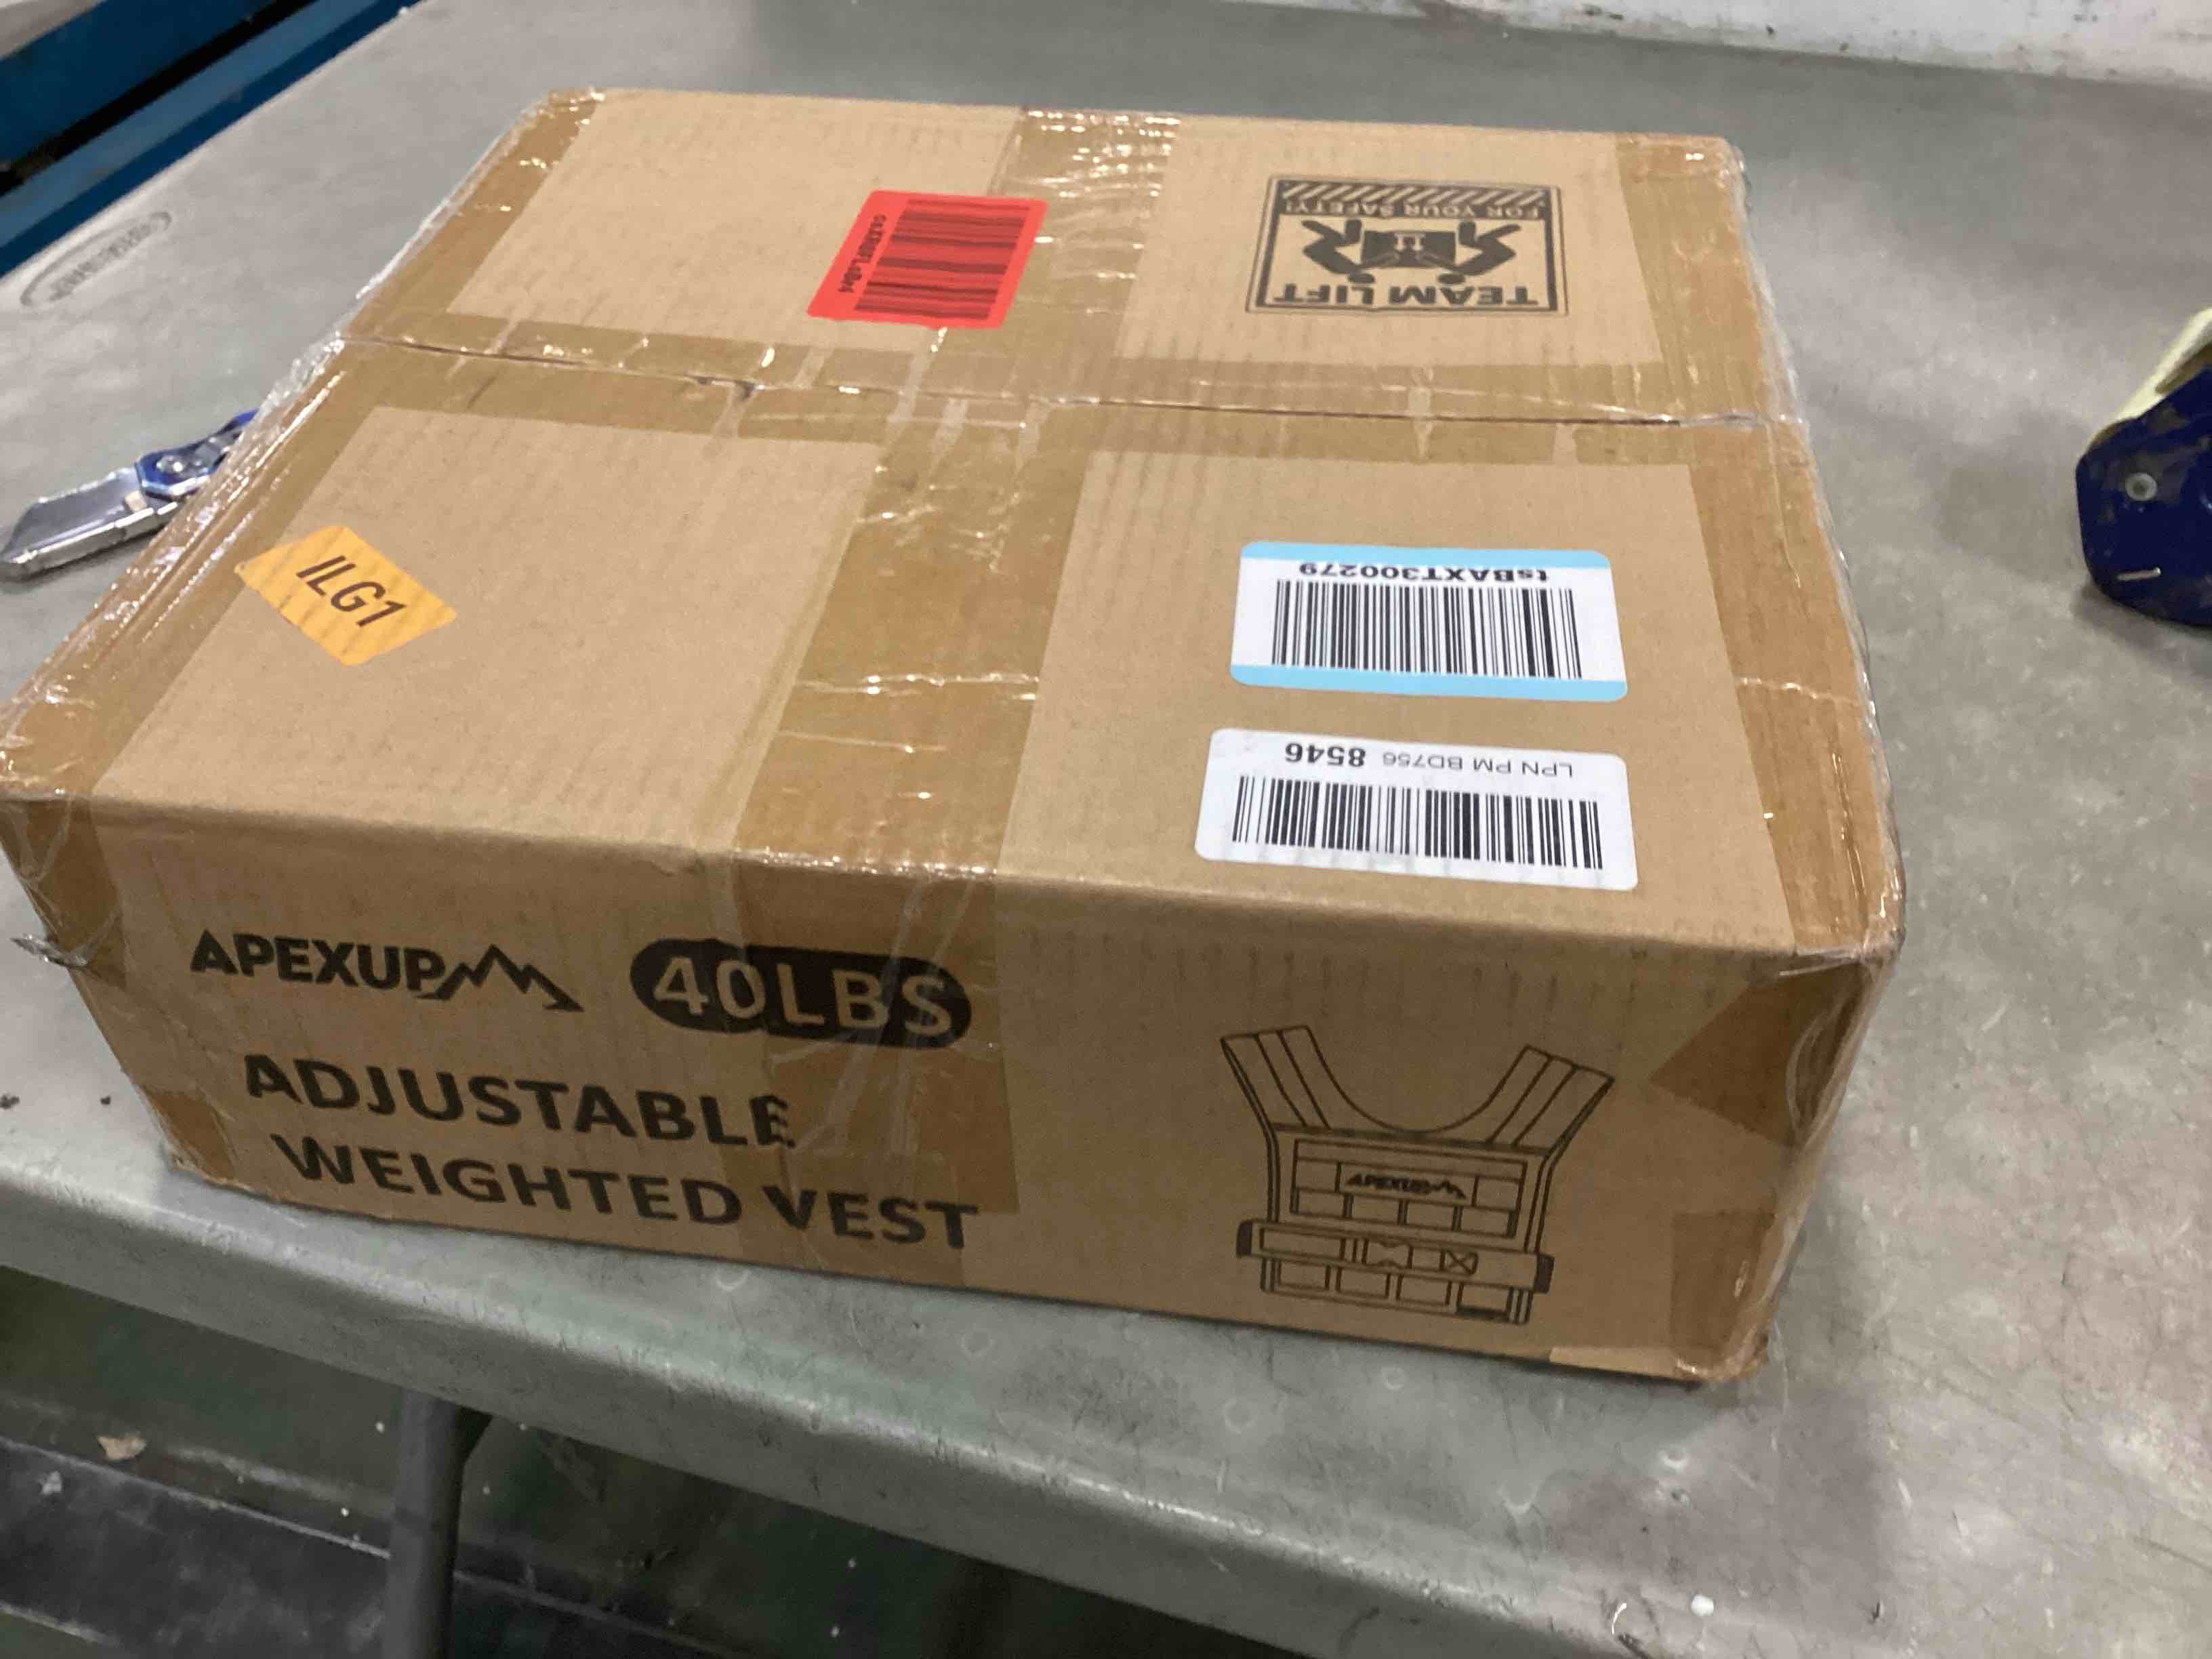 TEAM LIFT
FOR YOUR SAFETY!
ILG1
tsBAXT300279
LPN PM BD756 8546
APEXUP
40LBS
ADJUSTABLE
WEIGHTED VEST
APEXUP